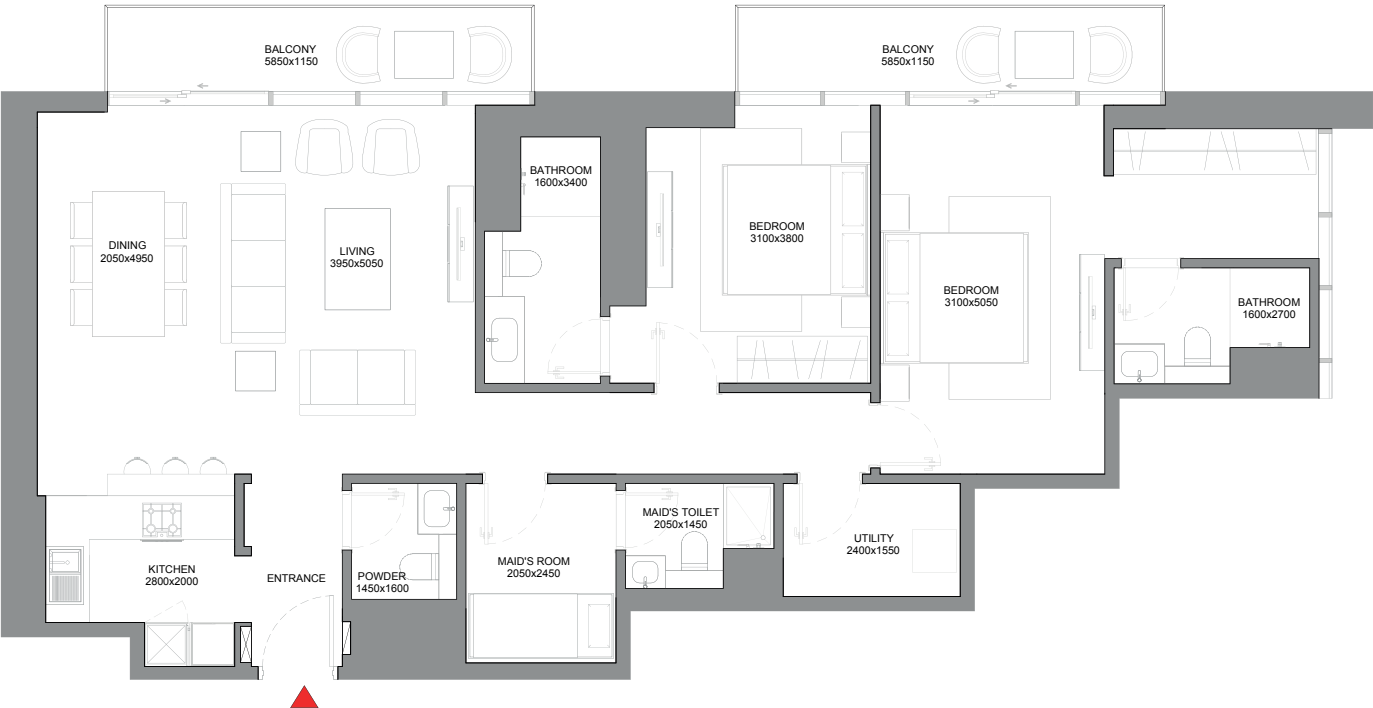 BALCONY
5850x1150
BALCONY
5850x1150
BATHROOM
1600x3400
BEDROOM
3100x3800
DINING
2050x4950
LIVING
3950x5050
BEDROOM
3100x5050
BATHROOM
1600x2700
MAID'S TOILET
2050x1450
UTILITY
2400x1550
KITCHEN
2800x2000
ENTRANCE
POWDER
1450x1600
MAID'S ROOM
2050x2450